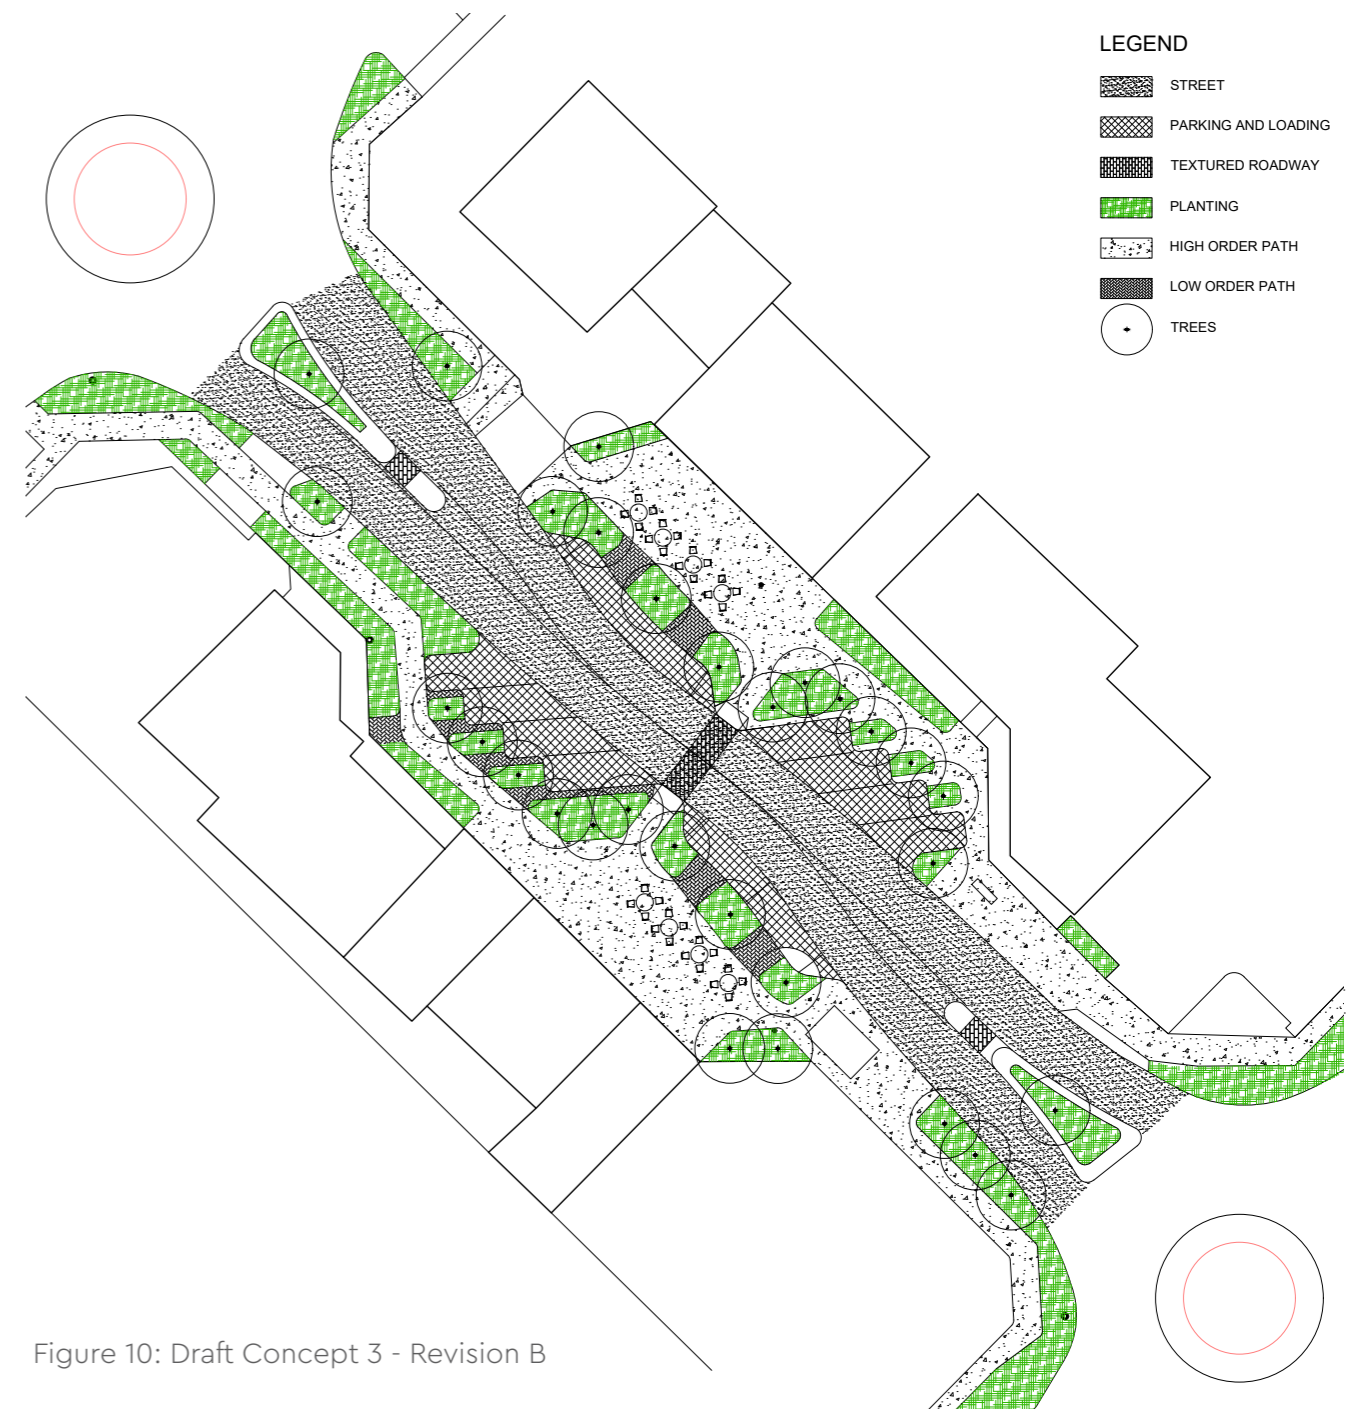 LEGEND
STREET
PARKING AND LOADING
TEXTURED ROADWAY
PLANTING
HIGH ORDER PATH
LOW ORDER PATH
TREES
Figure 10: Draft Concept 3 - Revision B